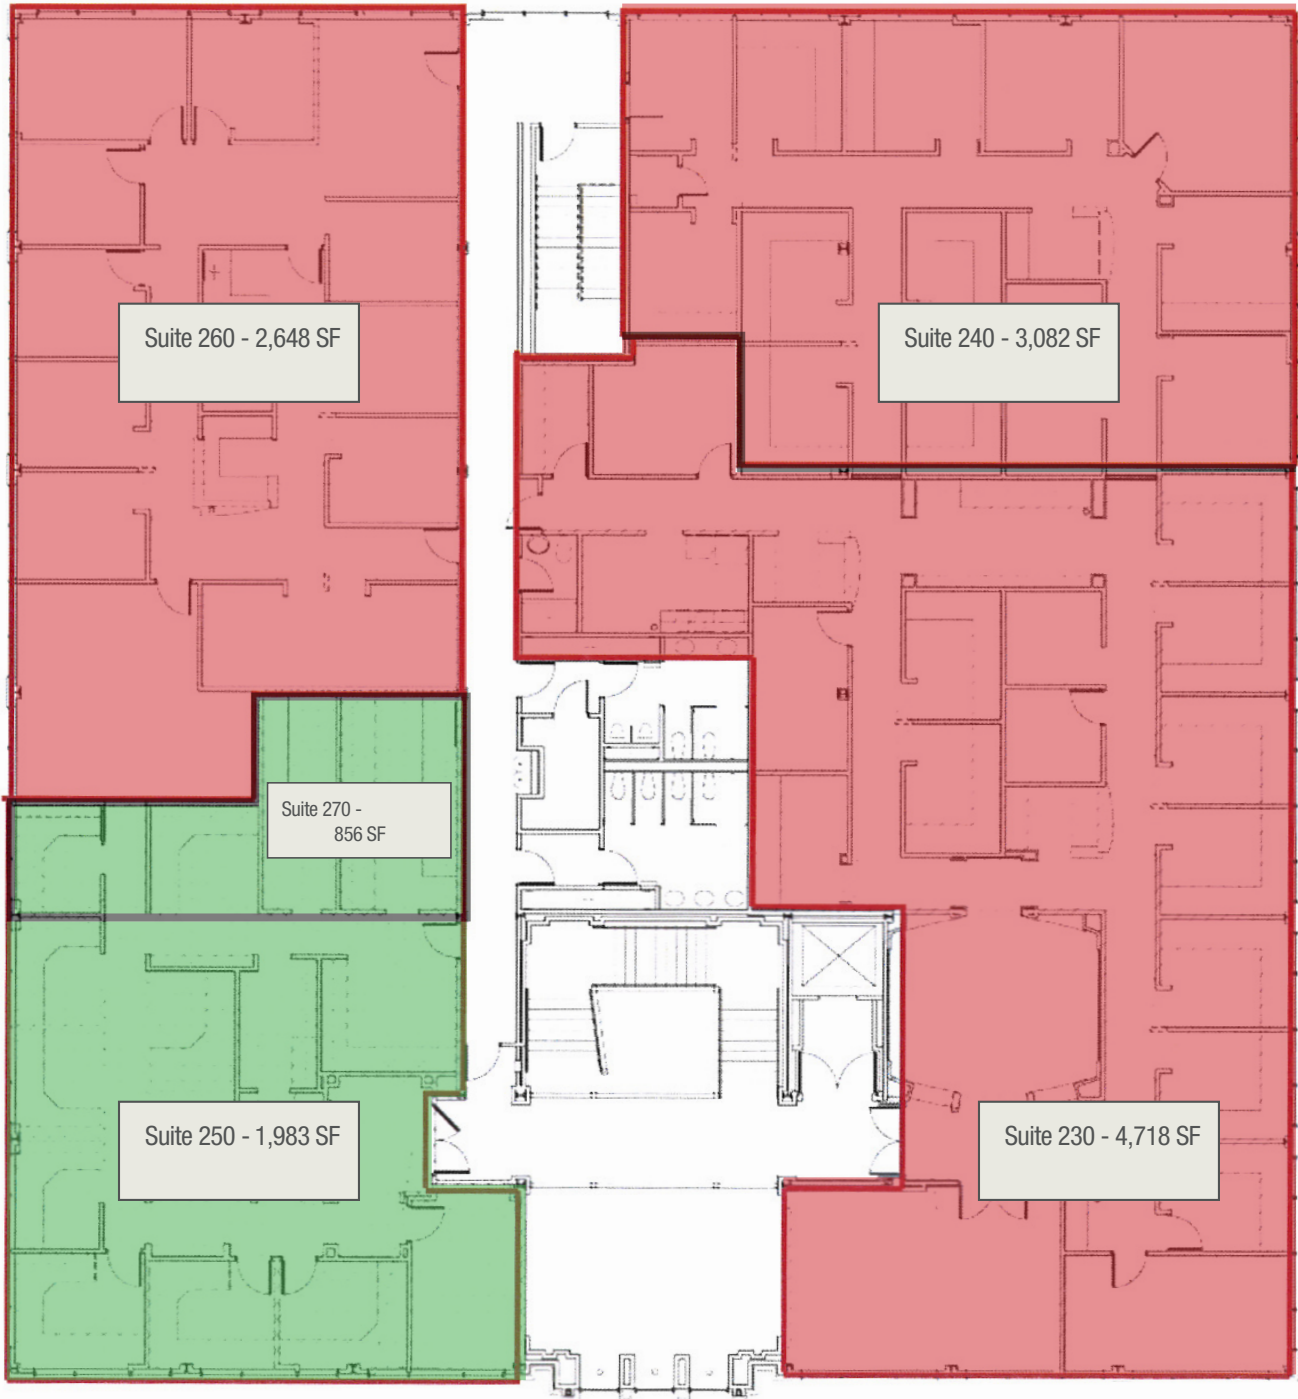 Suite 260 - 2,648 SF
Suite 240 - 3,082 SF
Suite 270 -
856 SF
Suite 250 - 1,983 SF
Suite 230 - 4,718 SF